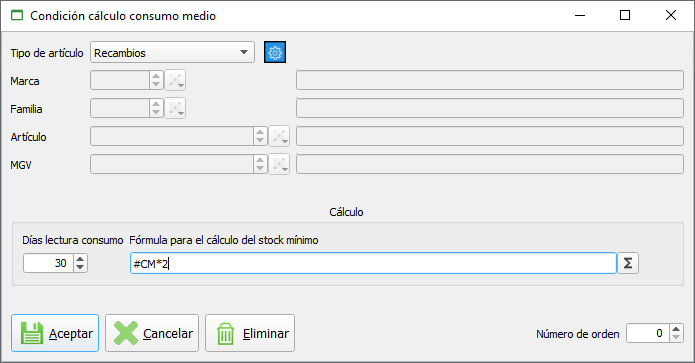 Condición cálculo consumo medio
Tipo de artículo Recambios
Marca
Familia
Artículo
MGV
Cálculo
Días lectura consumo Fórmula para el cálculo del stock mínimo
30 #CM*2 Σ
Aceptar Cancelar Eliminar Número de orden 0